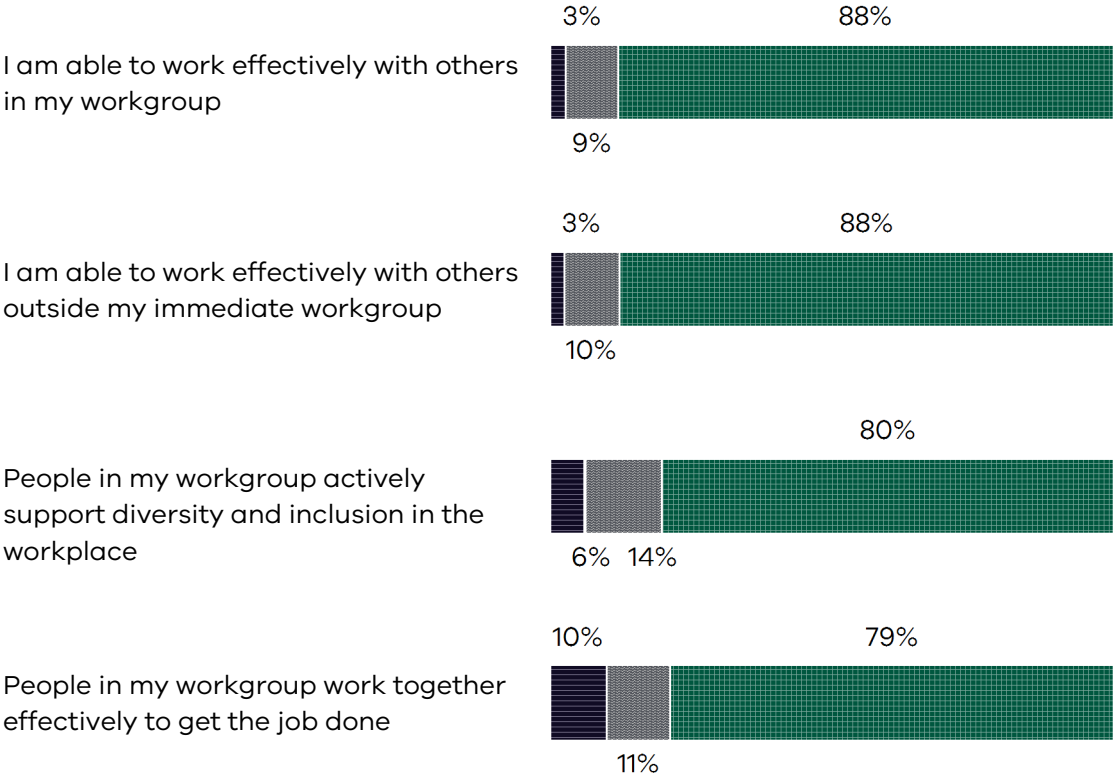 3% 88%
I am able to work effectively with others
in my workgroup
9%
3% 88%
I am able to work effectively with others
outside my immediate workgroup
10%
80%
People in my workgroup actively
support diversity and inclusion in the
workplace
6% 14%
10% 79%
People in my workgroup work together
effectively to get the job done
11%